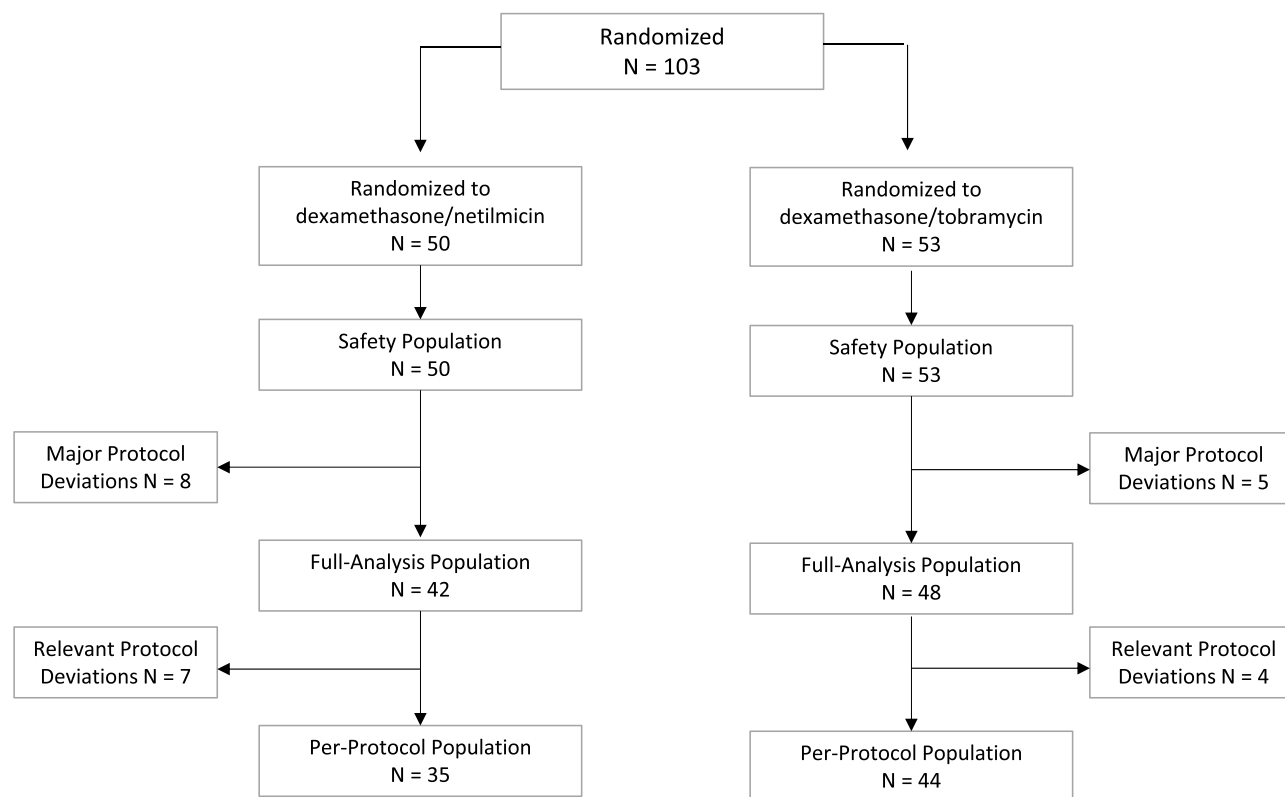 Randomized
N = 103
Randomized to
dexamethasone/netilmicin
N = 50
Randomized to
dexamethasone/tobramycin
N = 53
Safety Population
N = 50
Safety Population
N = 53
Major Protocol
Deviations N = 8
Major Protocol
Deviations N = 5
Full-Analysis Population
N = 42
Full-Analysis Population
N = 48
Relevant Protocol
Deviations N = 7
Relevant Protocol
Deviations N = 4
Per-Protocol Population
N = 35
Per-Protocol Population
N = 44